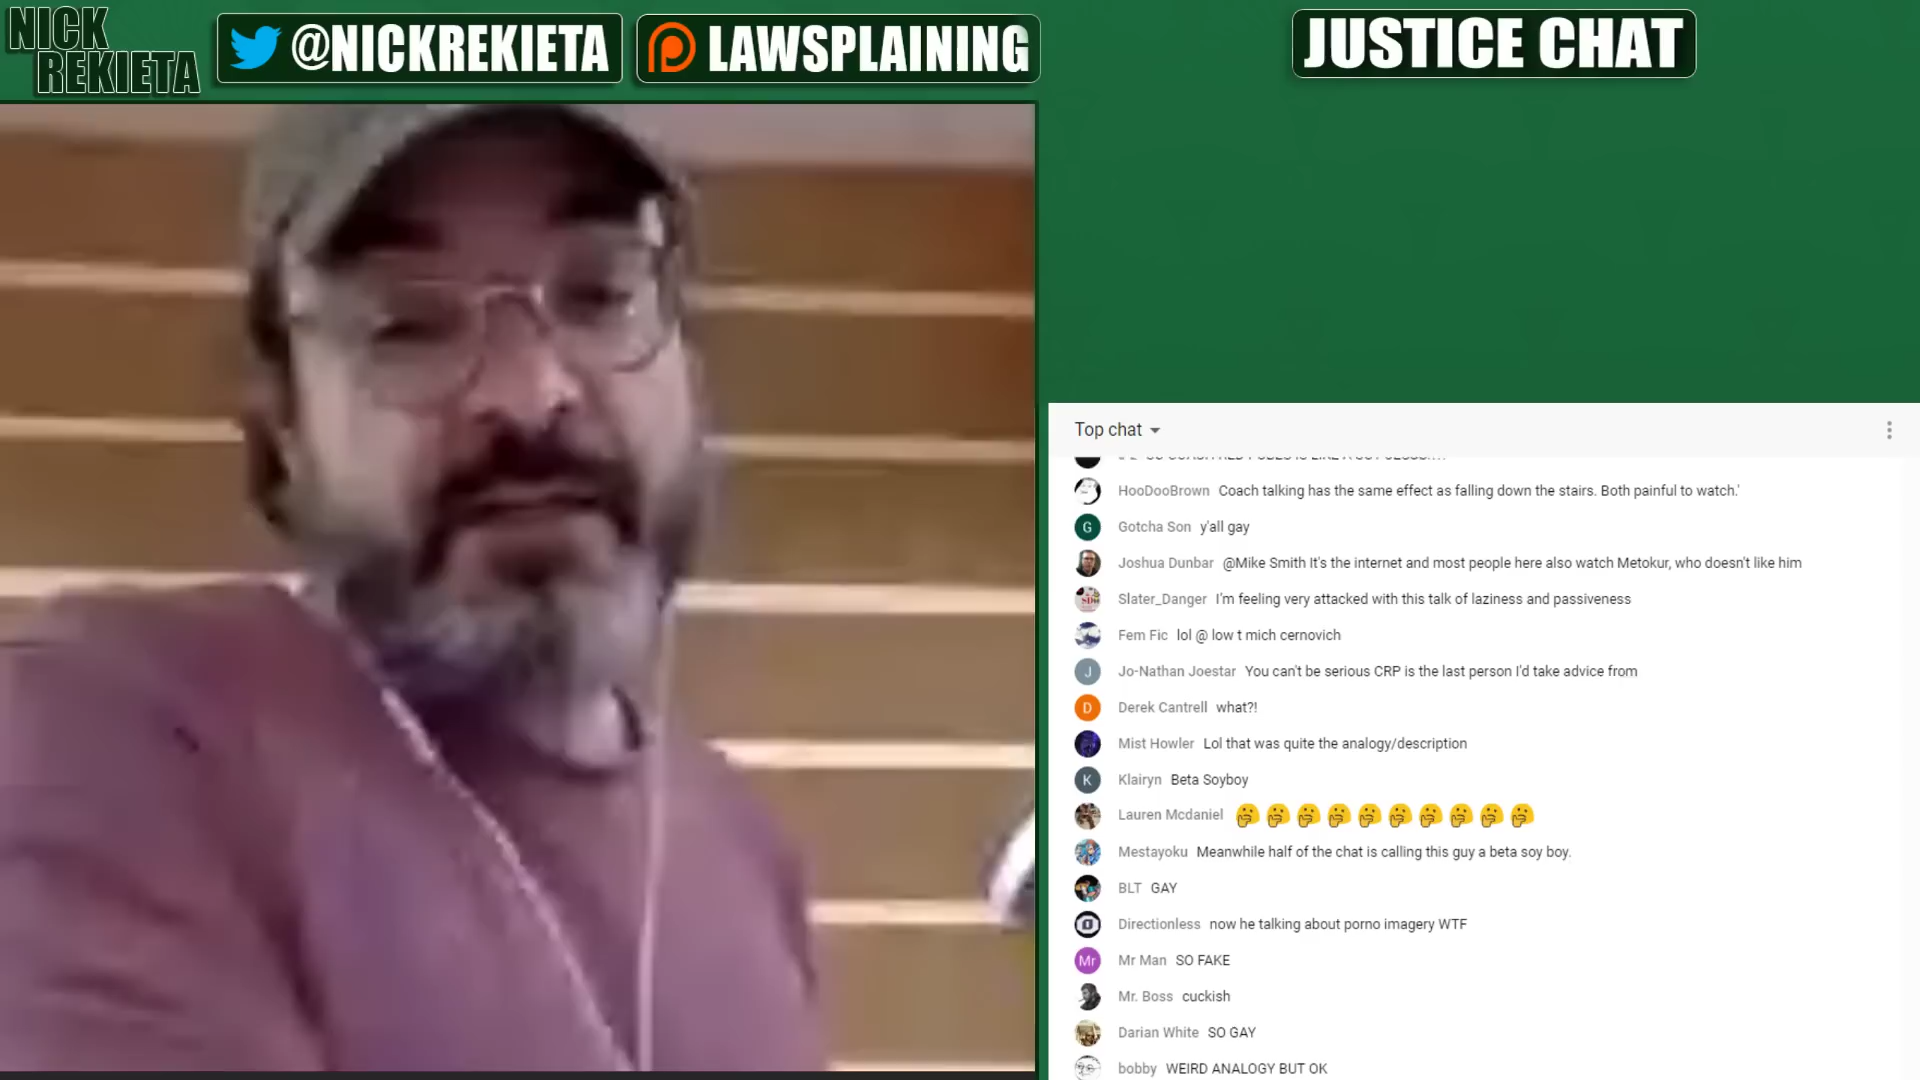 NICK
REKIETA
@NICKREKIETA
LAWSPLAINING
JUSTICE CHAT
Top chat
HooDooBrown Coach talking has the same effect as falling down the stairs. Both painful to watch.'
G Gotcha Son y'all gay
Joshua Dunbar @Mike Smith It's the internet and most people here also watch Metokur, who doesn't like him
Slater_Danger I'm feeling very attacked with this talk of laziness and passiveness
Fem Fic lol @ low t mich cernovich
J Jo-Nathan Joestar You can't be serious CRP is the last person I'd take advice from
D Derek Cantrell what?!
Mist Howler Lol that was quite the analogy/description
K Klairyn Beta Soyboy
Lauren Mcdaniel 🤔🤔🤔🤔🤔🤔🤔🤔🤔🤔
Mestayoku Meanwhile half of the chat is calling this guy a beta soy boy.
BLT GAY
Directionless now he talking about porno imagery WTF
Mr Mr Man SO FAKE
Mr. Boss cuckish
Darian White SO GAY
bobby WEIRD ANALOGY BUT OK